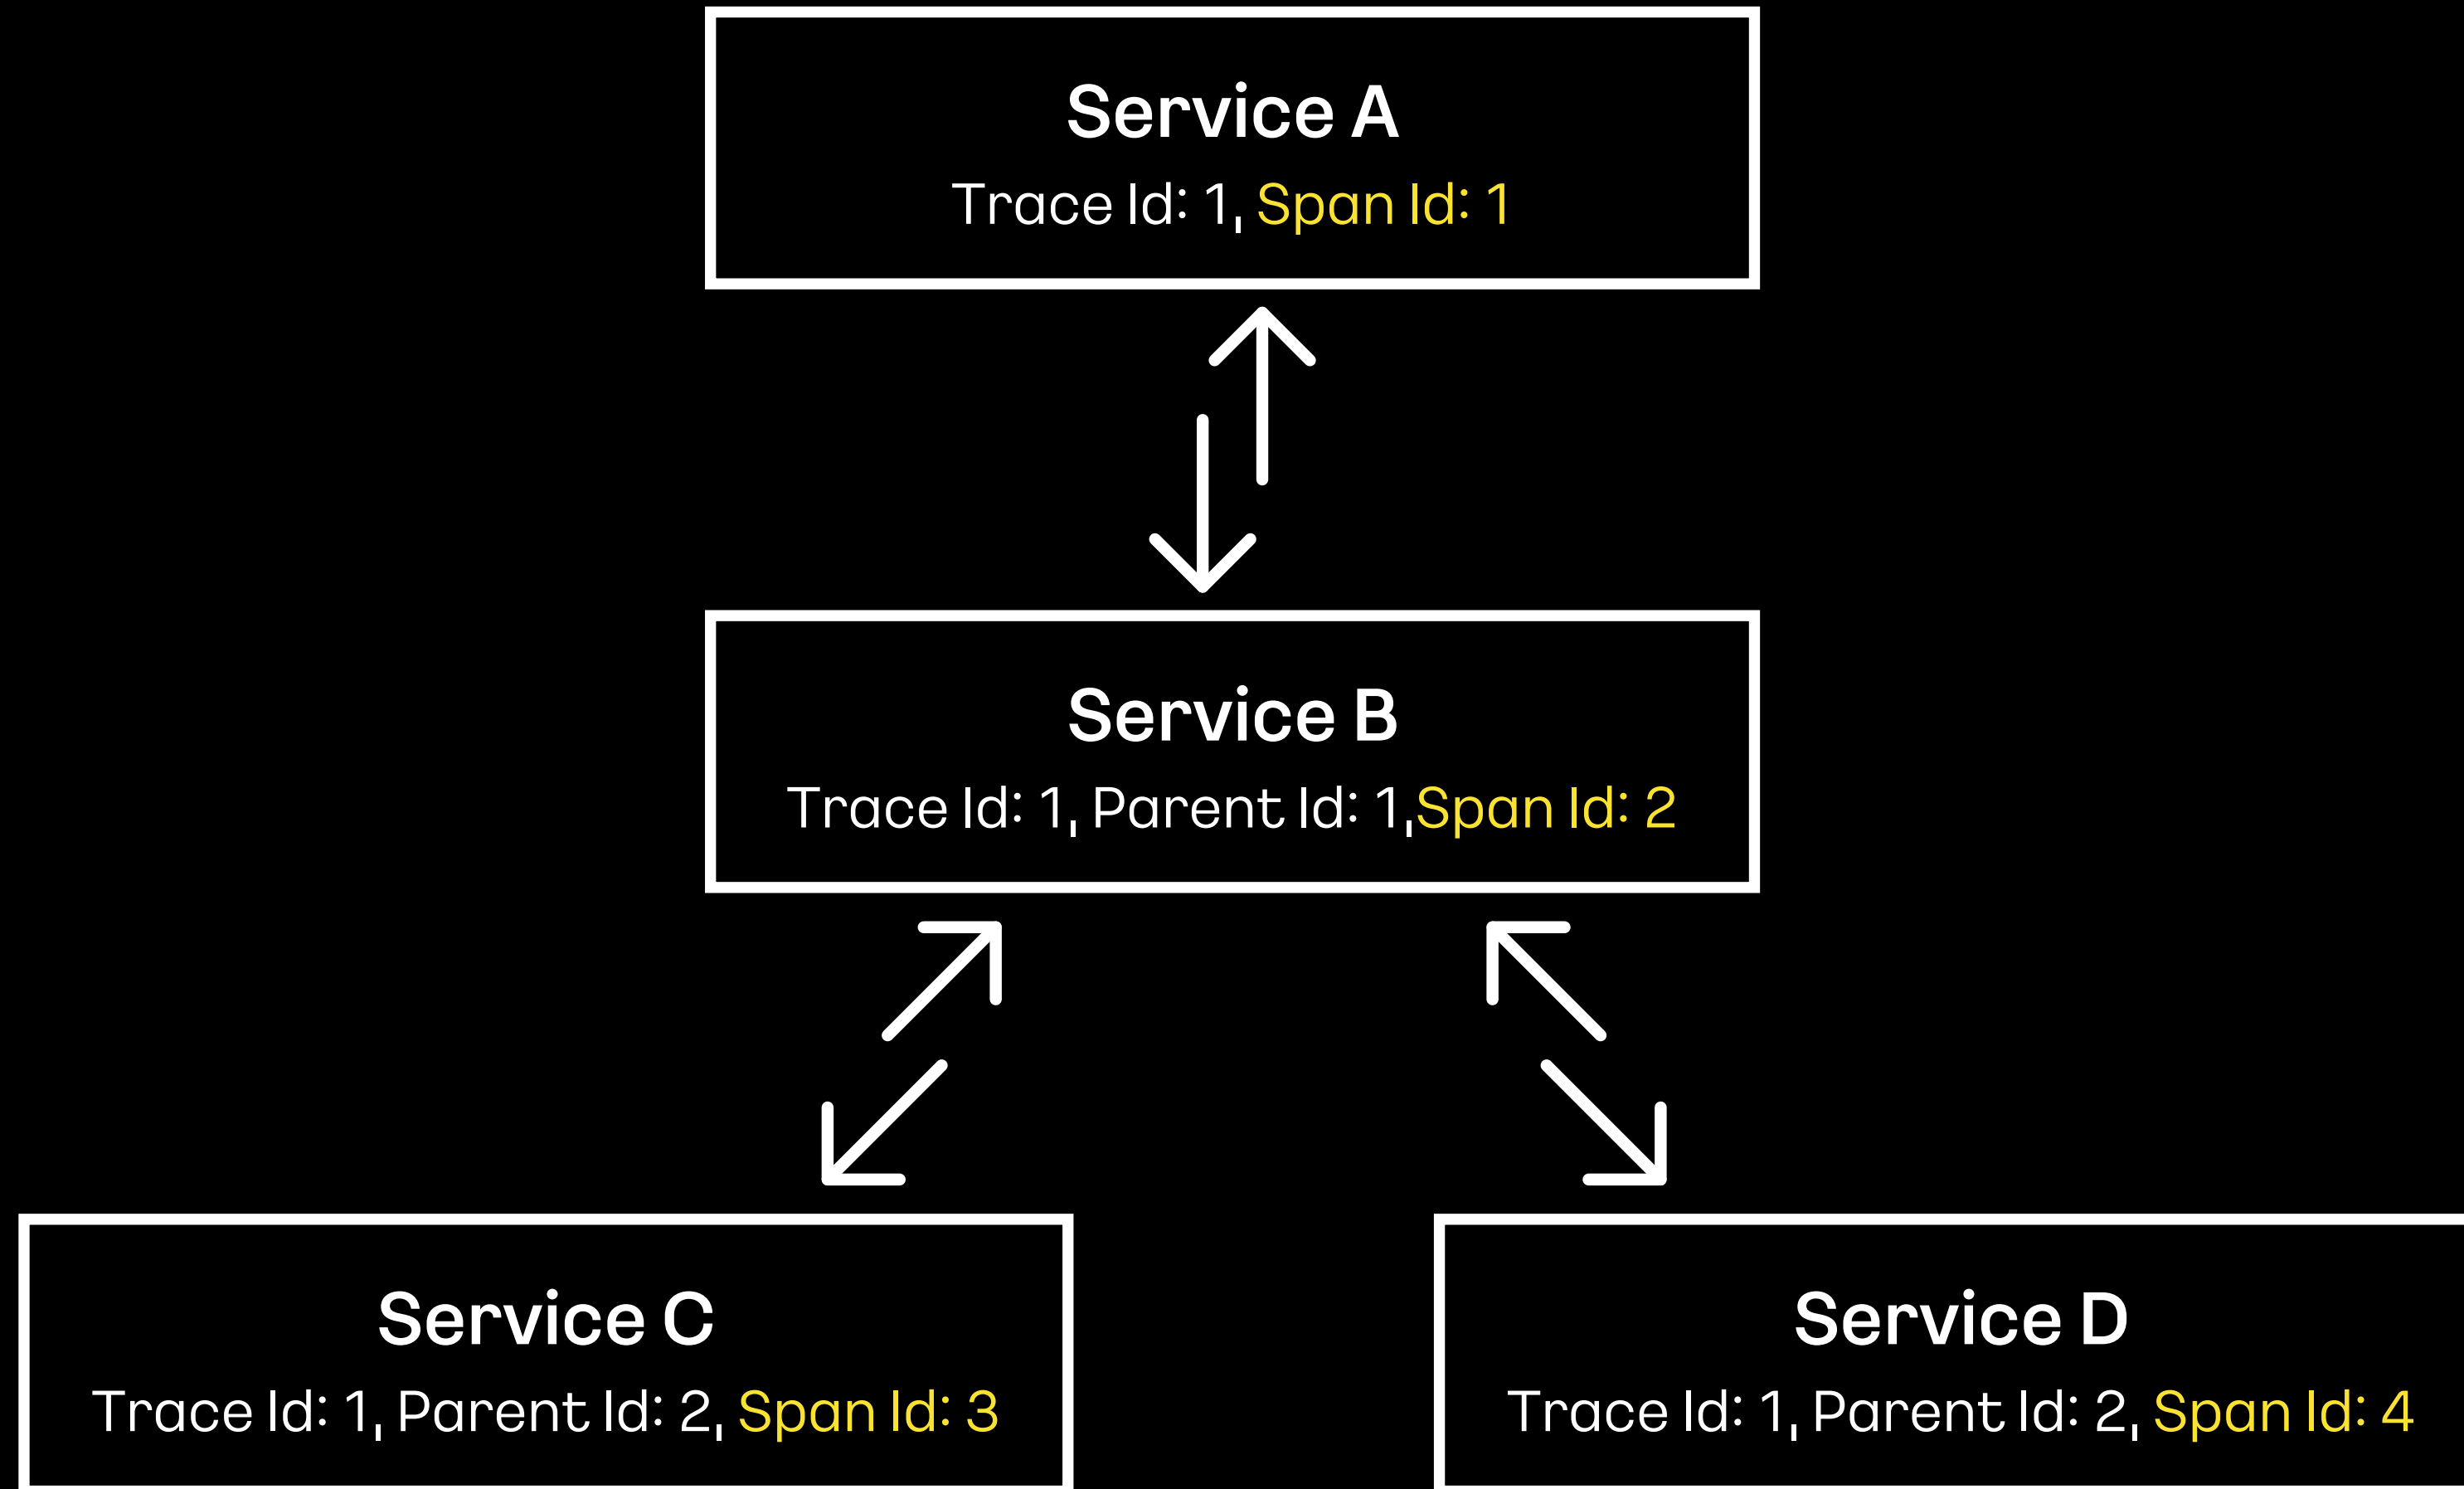 Service A
Trace Id: 1, Span Id: 1
Service B
Trace Id: 1, Parent Id: 1,Span Id: 2
Service C
Trace Id: 1, Parent Id: 2, Span Id: 3
Service D
Trace Id: 1, Parent Id: 2, Span Id: 4